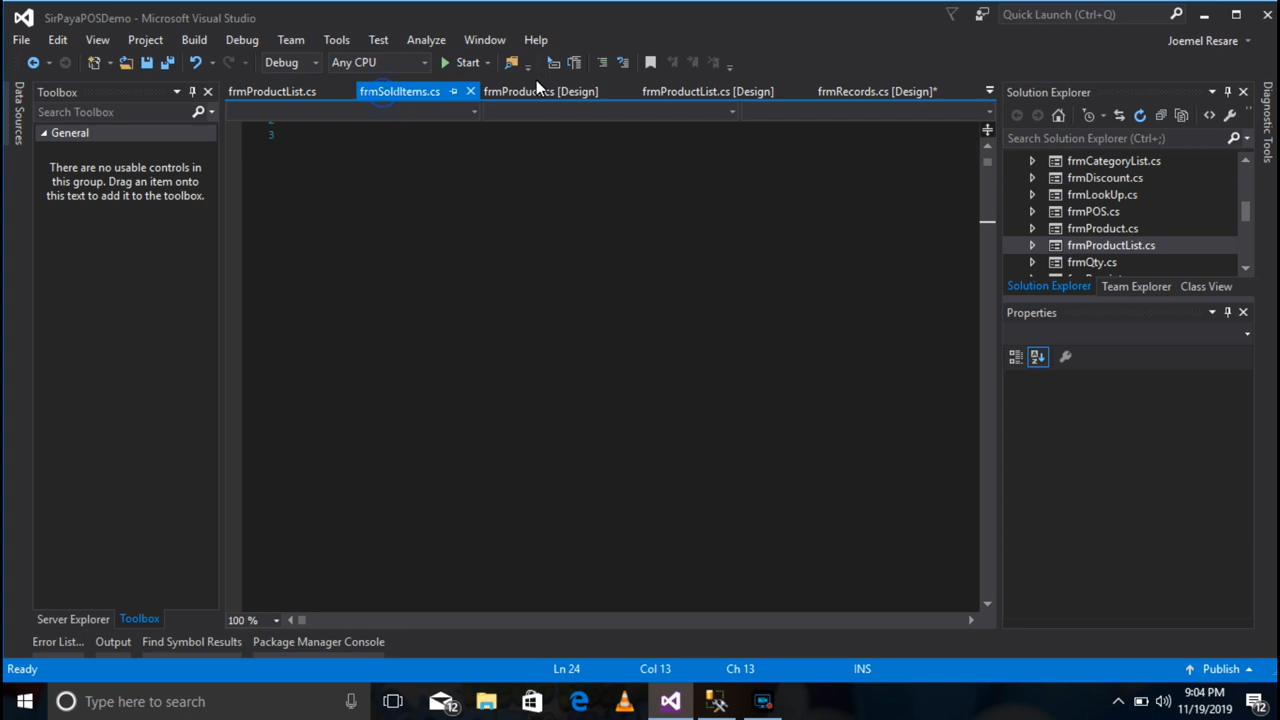 SirPayaPOSDemo - Microsoft Visual Studio
Quick Launch (Ctrl+Q)
File Edit View Project Build Debug Team Tools Test Analyze Window Help
Joemel Resare
Debug Any CPU Start
Data Sources
Toolbox
Search Toolbox
General
There are no usable controls in
this group. Drag an item onto
this text to add it to the toolbox.
Server Explorer Toolbox
frmProductList.cs frmSoldItems.cs frmProduct.cs [Design] frmProductList.cs [Design] frmRecords.cs [Design]*
3
100 %
Solution Explorer
Search Solution Explorer (Ctrl+;)
frmCategoryList.cs
frmDiscount.cs
frmLookUp.cs
frmPOS.cs
frmProduct.cs
frmProductList.cs
frmQty.cs
Solution Explorer Team Explorer Class View
Properties
Diagnostic Tools
Error List... Output Find Symbol Results Package Manager Console
Ready Ln 24 Col 13 Ch 13 INS Publish
Type here to search
12
9:04 PM
11/19/2019
12